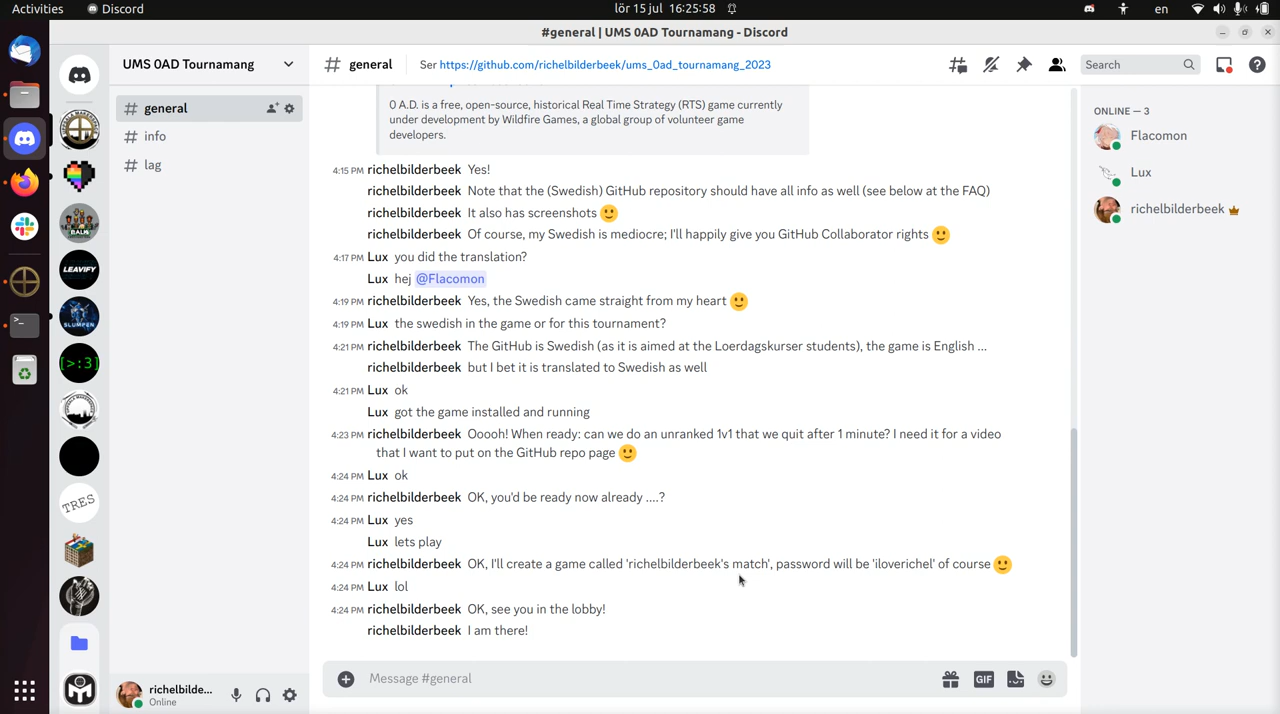 Activities Discord lör 15 jul 16:25:58 en
#general | UMS 0AD Tournamang - Discord
UMS 0AD Tournamang
# general Ser https://github.com/richelbilderbeek/ums_0ad_tournamang_2023 Search
# general
# info
# lag
0 A.D. is a free, open-source, historical Real Time Strategy (RTS) game currently
under development by Wildfire Games, a global group of volunteer game
developers.
4:15 PM richelbilderbeek Yes!
richelbilderbeek Note that the (Swedish) GitHub repository should have all info as well (see below at the FAQ)
richelbilderbeek It also has screenshots 🙂
richelbilderbeek Of course, my Swedish is mediocre; I'll happily give you GitHub Collaborator rights 🙂
4:17 PM Lux you did the translation?
Lux hej @Flacomon
4:19 PM richelbilderbeek Yes, the Swedish came straight from my heart 🙂
4:19 PM Lux the swedish in the game or for this tournament?
4:21 PM richelbilderbeek The GitHub is Swedish (as it is aimed at the Loerdagskurser students), the game is English ...
richelbilderbeek but I bet it is translated to Swedish as well
4:21 PM Lux ok
Lux got the game installed and running
4:23 PM richelbilderbeek Ooooh! When ready: can we do an unranked 1v1 that we quit after 1 minute? I need it for a video
that I want to put on the GitHub repo page 🙂
4:24 PM Lux ok
4:24 PM richelbilderbeek OK, you'd be ready now already ....?
4:24 PM Lux yes
Lux lets play
4:24 PM richelbilderbeek OK, I'll create a game called 'richelbilderbeek's match', password will be 'iloverichel' of course 🙂
4:24 PM Lux lol
4:24 PM richelbilderbeek OK, see you in the lobby!
richelbilderbeek I am there!
Message #general
GIF
ONLINE — 3
Flacomon
Lux
richelbilderbeek
richelbilde...
Online
BALIS
LEAVIFY
SLUMPEN
[>:3]
TRES